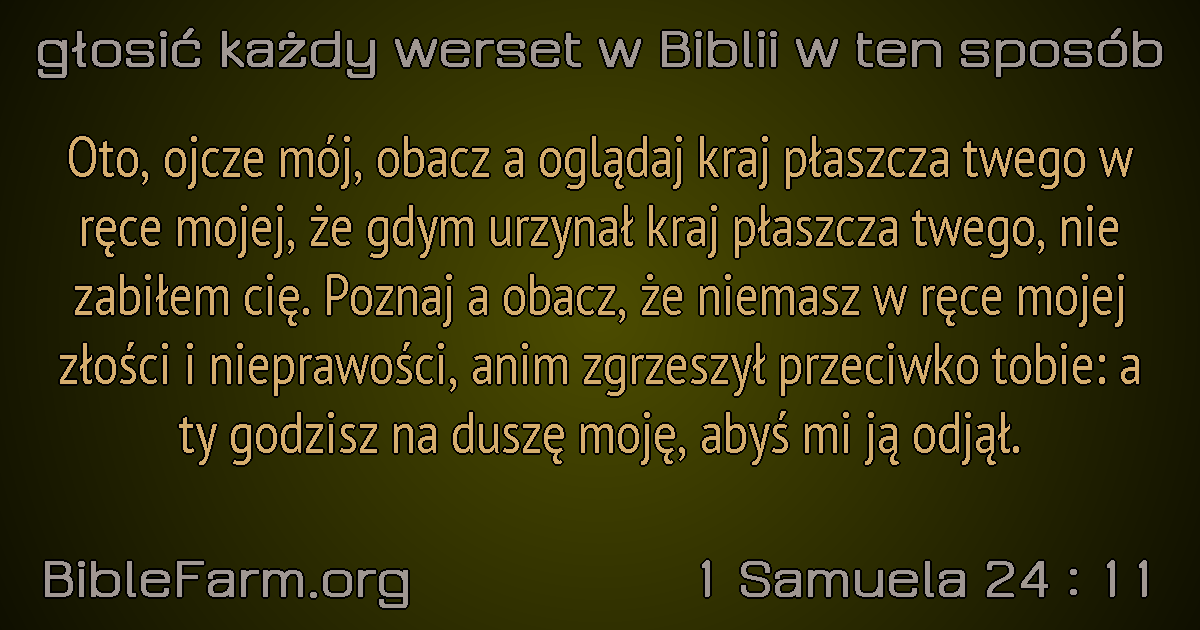 głosić każdy werset w Biblii w ten sposób
Oto, ojcze mój, obacz a oglądaj kraj płaszcza twego w
ręce mojej, że gdym urzynał kraj płaszcza twego, nie
zabiłem cię. Poznaj a obacz, że niemasz w ręce mojej
złości i nieprawości, anim zgrzeszył przeciwko tobie: a
ty godzisz na duszę moję, abyś mi ją odjął.
BibleFarm.org
1 Samuela 24 : 11